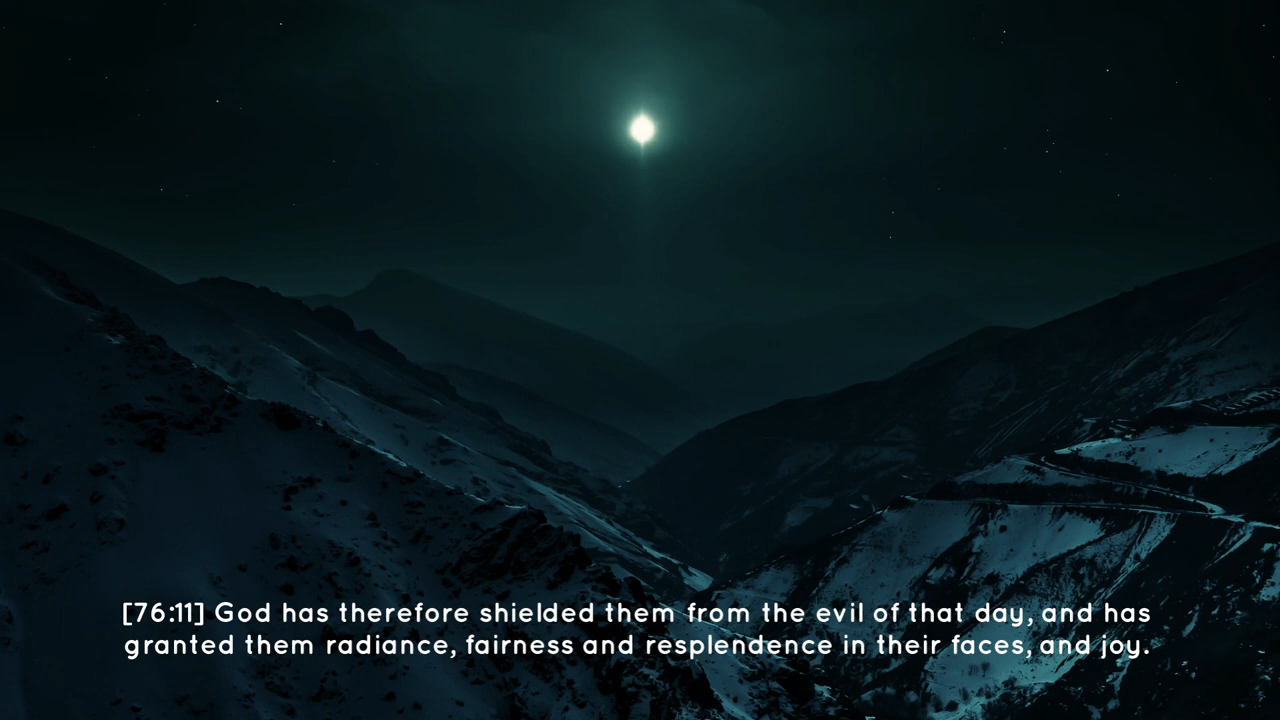 [76:11] God has therefore shielded them from the evil of that day, and has
granted them radiance, fairness and resplendence in their faces, and joy.